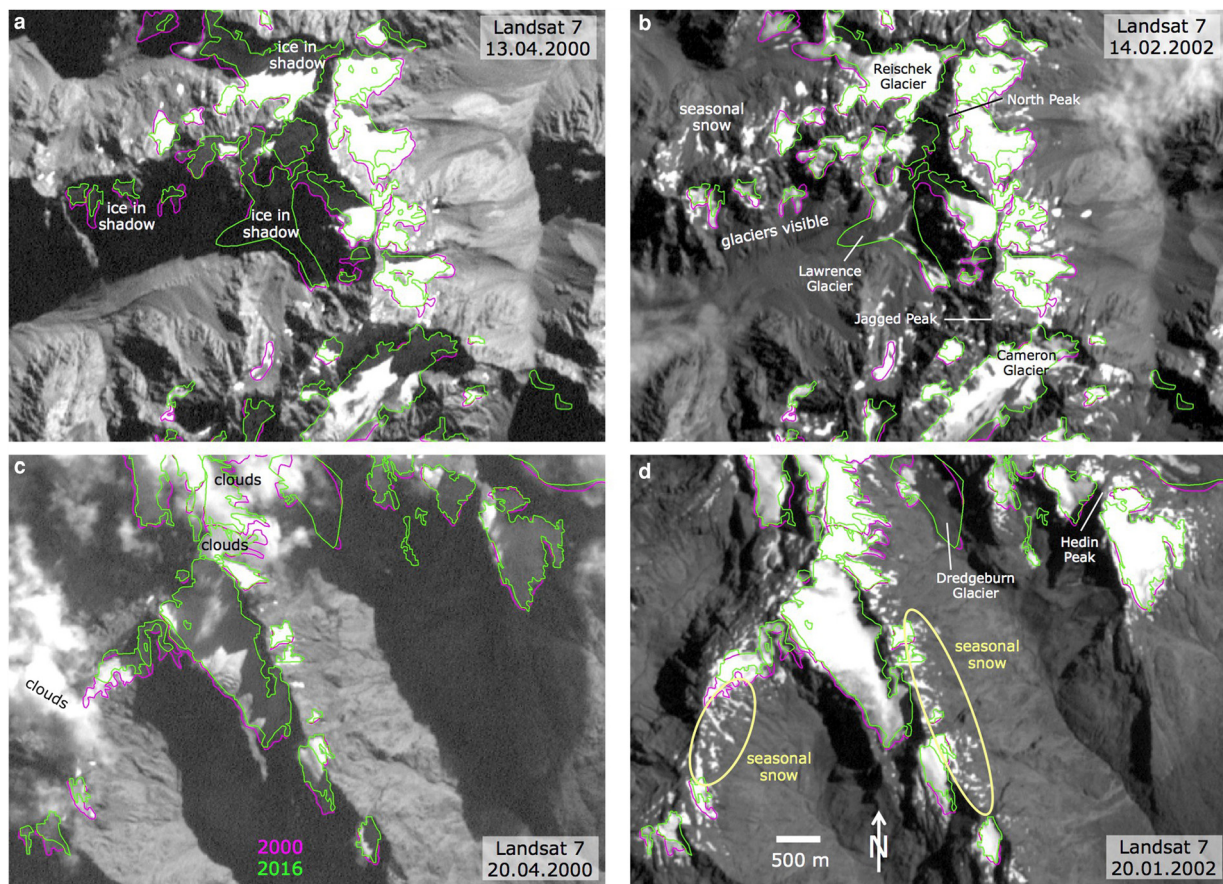 a
Landsat 7
13.04.2000
ice in
shadow
ice in
shadow
ice in
shadow
b
Landsat 7
14.02.2002
Reischek
Glacier
North Peak
seasonal
snow
glaciers visible
Lawrence
Glacier
Jagged Peak
Cameron
Glacier
c
clouds
clouds
clouds
2000
2016
Landsat 7
20.04.2000
d
Hedin
Peak
Dredgeburn
Glacier
seasonal
snow
seasonal
snow
500 m
N
Landsat 7
20.01.2002